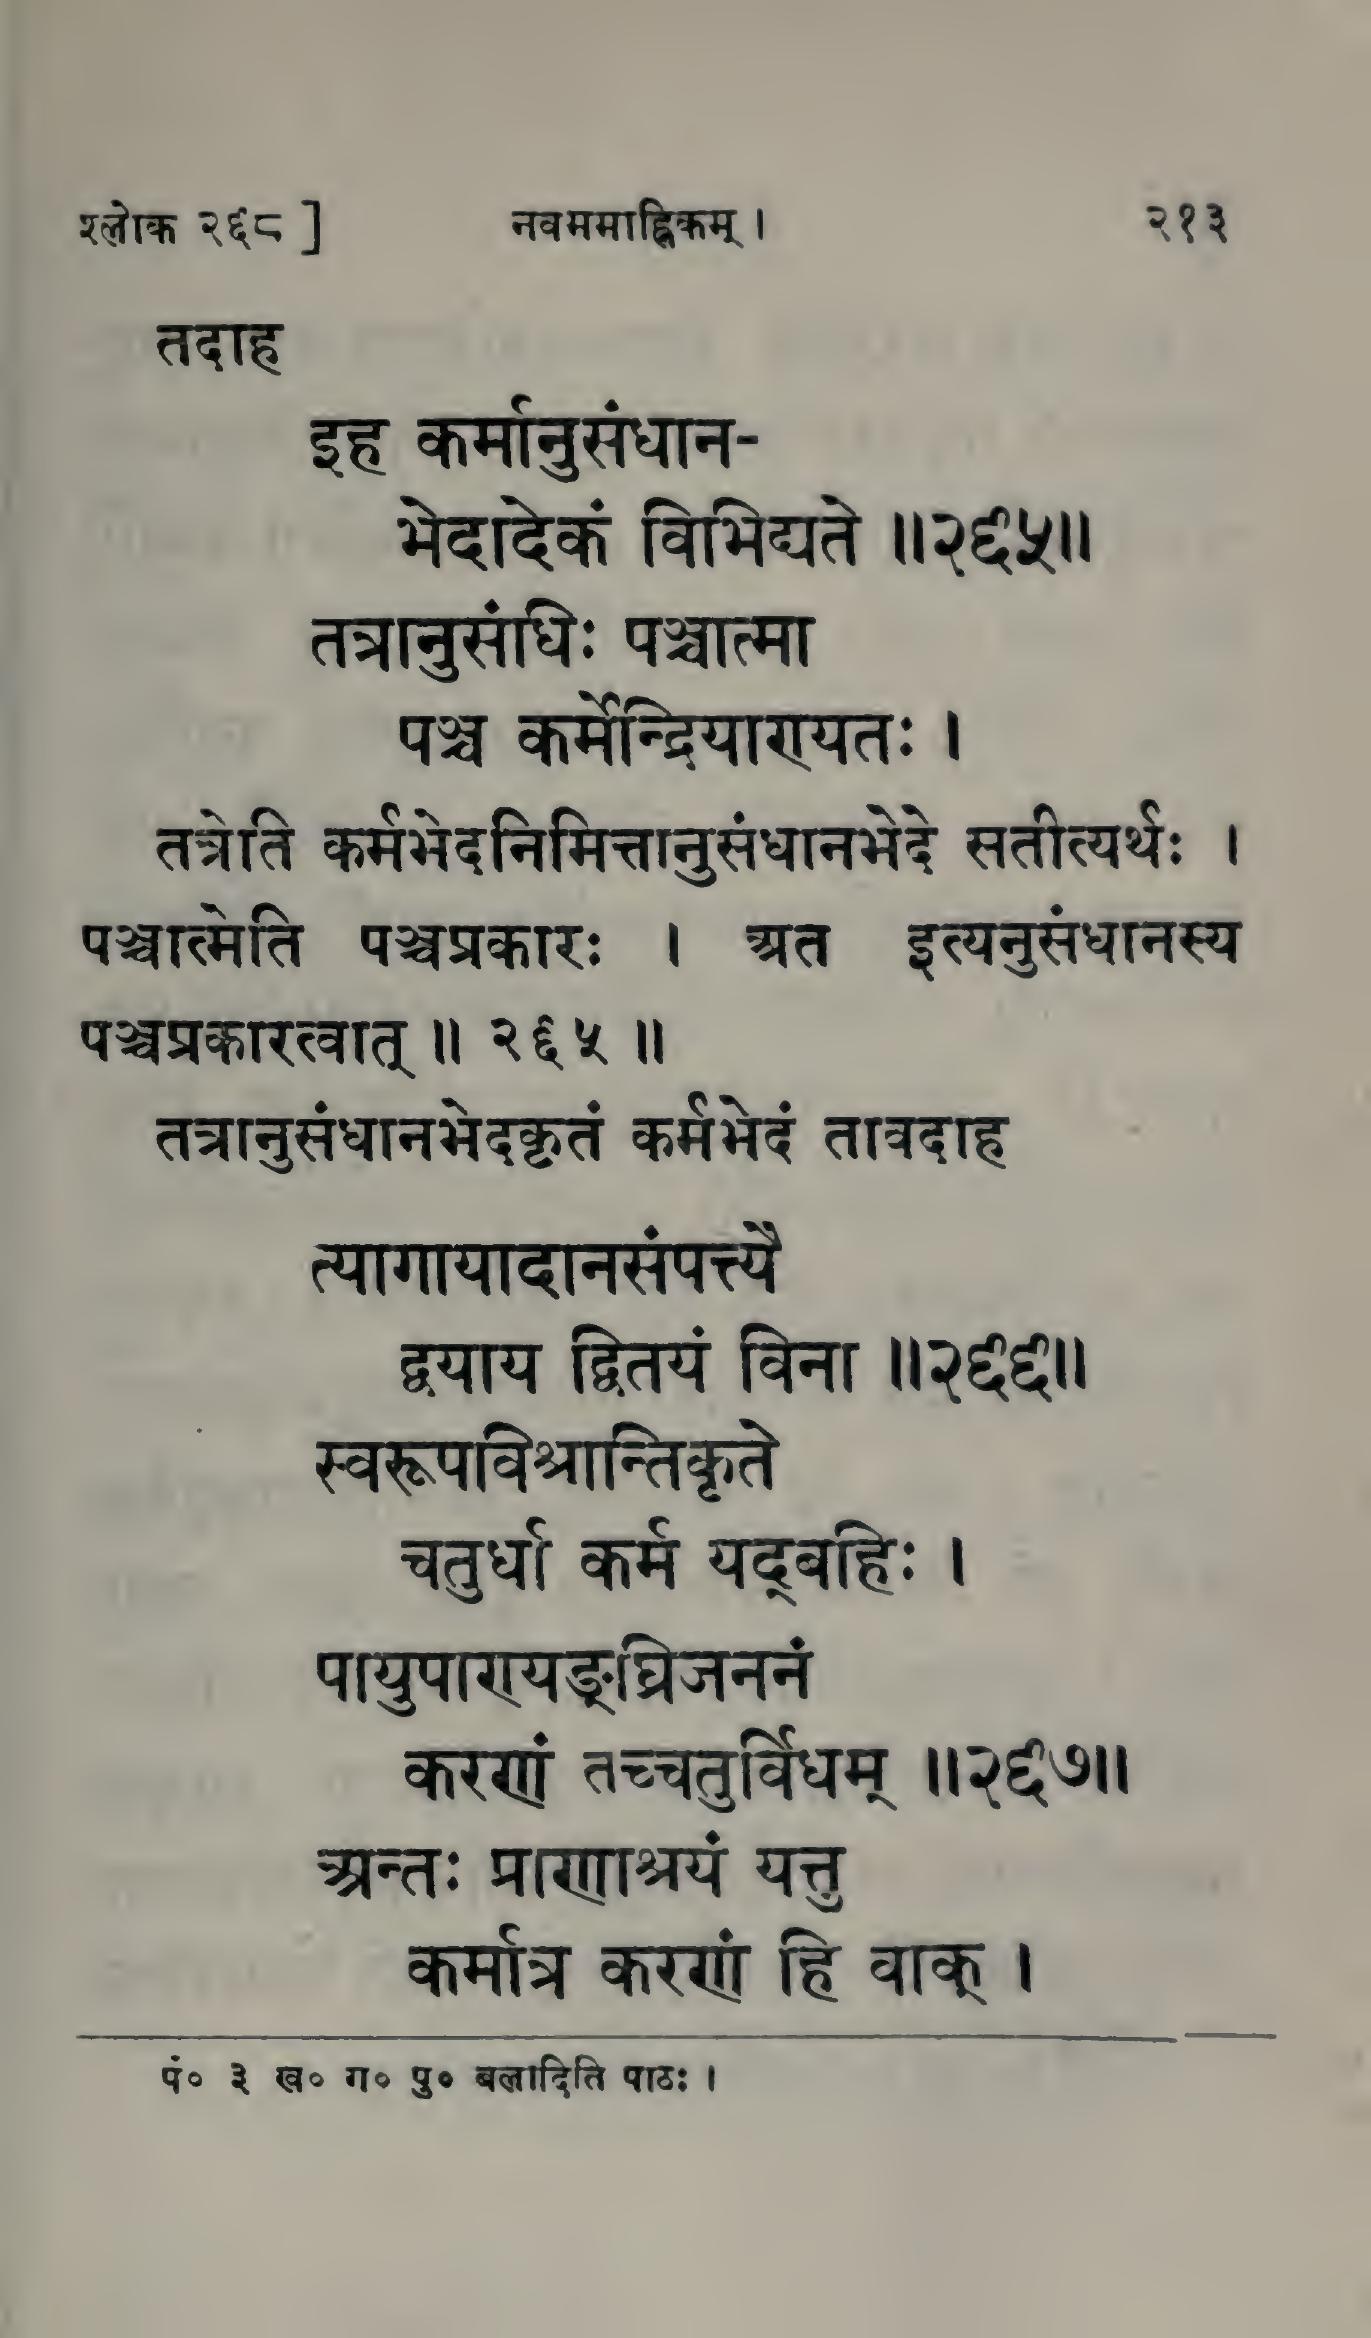 श्लोक २६८ ] नवममाह्निकम् । २१३
तदाह
इह कर्मानुसंधान-
भेदादेकं विभिद्यते ॥२६५॥
तत्रानुसंधिः पञ्चात्मा
पञ्च कर्मेन्द्रियाण्यतः ।
तत्रेति कर्मभेदनिमित्तानुसंधानभेदे सतीत्यर्थः ।
पञ्चात्मेति पञ्चप्रकारः । अत इत्यनुसंधानस्य
पञ्चप्रकारत्वात् ॥ २६५ ॥
तत्रानुसंधानभेदकृतं कर्मभेदं तावदाह
त्यागायादानसंपत्त्यै
द्वयाय द्वितयं विना ॥२६६॥
स्वरूपविश्रान्तिकृते
चतुर्धा कर्म यद्बहिः ।
पायुपाण्यङ्घ्रिजननं
करणं तच्चतुर्विधम् ॥२६७॥
अन्तः प्राणाश्रयं यत्तु
कर्मात्र करणं हि वाक् ।
पं० ३ ख० ग० पु० बलादिति पाठः ।